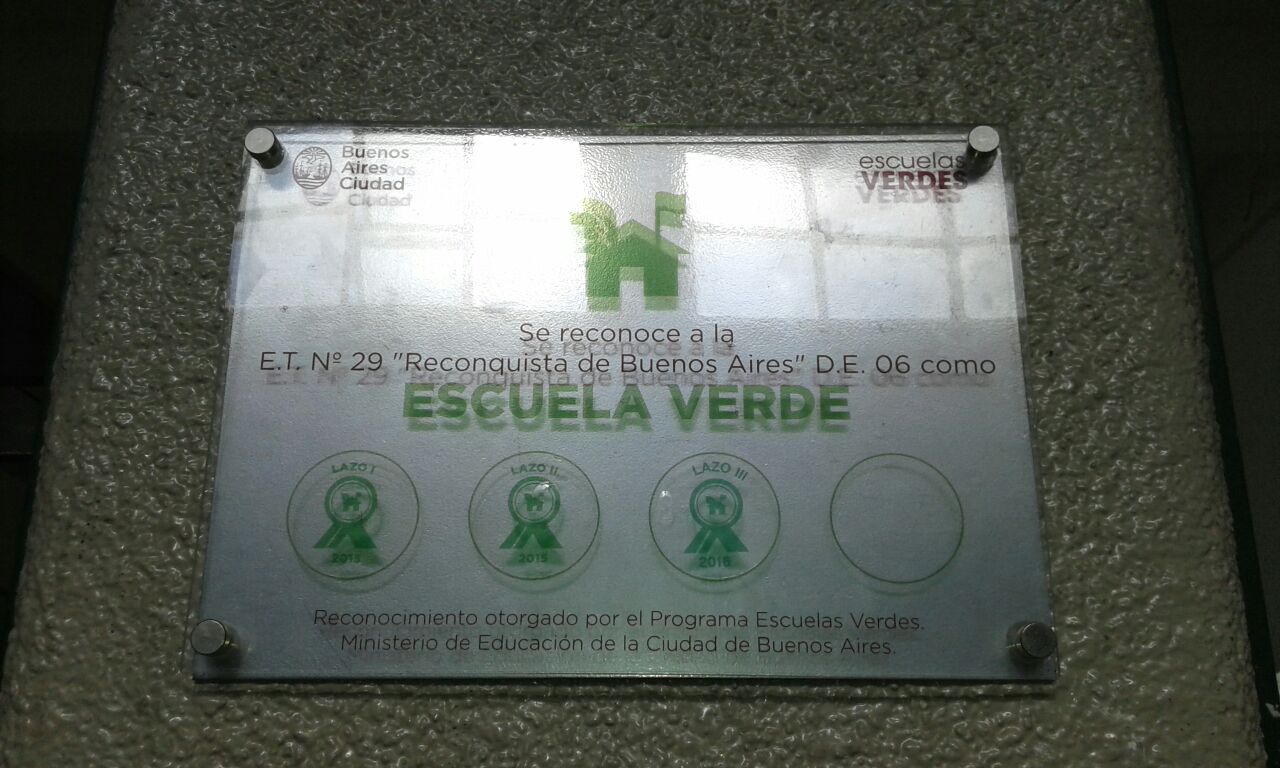 Buenos
Aires
Ciudad
escuelas
VERDES
Se reconoce a la
E.T. Nº 29 "Reconquista de Buenos Aires" D.E. 06 como
ESCUELA VERDE
LAZO I
2015
LAZO II
2015
LAZO III
2016
Reconocimiento otorgado por el Programa Escuelas Verdes.
Ministerio de Educación de la Ciudad de Buenos Aires.